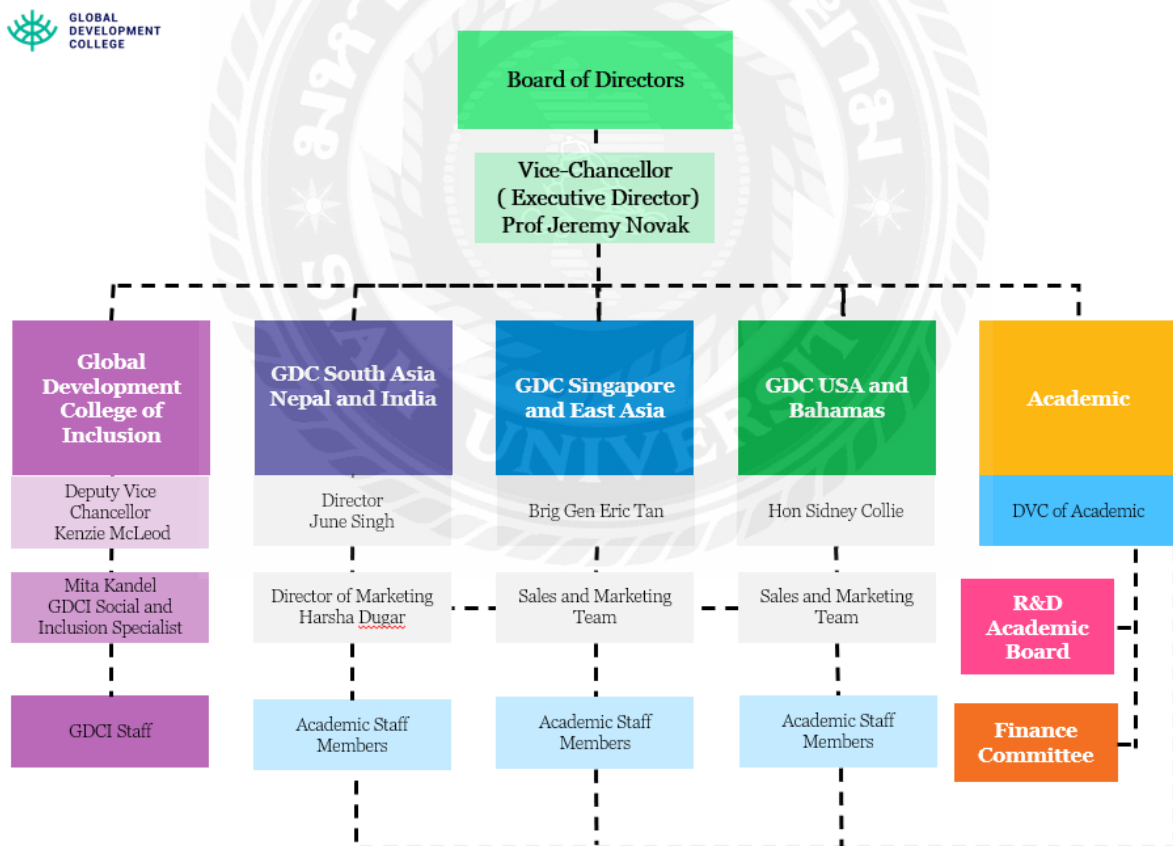 GLOBAL
DEVELOPMENT
COLLEGE
Board of Directors
Vice-Chancellor
( Executive Director)
Prof Jeremy Novak
Global
Development
College of
Inclusion
Deputy Vice
Chancellor
Kenzie McLeod
Mita Kandel
GDCI Social and
Inclusion Specialist
GDCI Staff
GDC South Asia
Nepal and India
Director
June Singh
Director of Marketing
Harsha Dugar
Academic Staff
Members
GDC Singapore
and East Asia
Brig Gen Eric Tan
Sales and Marketing
Team
Academic Staff
Members
GDC USA and
Bahamas
Hon Sidney Collie
Sales and Marketing
Team
Academic Staff
Members
Academic
DVC of Academic
R&D
Academic
Board
Finance
Committee
SIAM UNIVERSITY